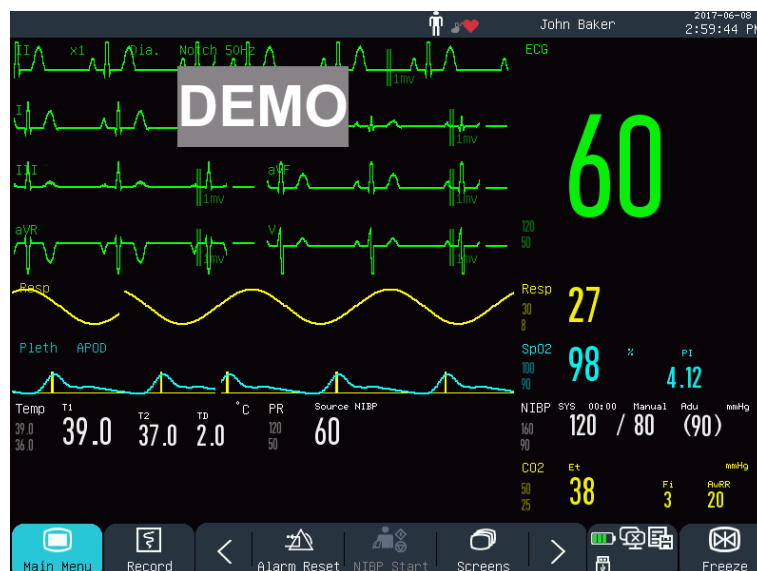 John Baker 2017-06-08
2:59:44 PM
II x1 Dia. Notch 50Hz
1mv
DEMO
I
1mv
III aVF
1mv 1mv
aVR V
1mv 1mv
Resp
Pleth APOD
Temp T1 T2 TD °C PR Source NIBP
39.0 39.0 37.0 2.0 120 60
36.0 50
ECG
60
120
50
Resp
30 27
8
SpO2 % PI
100 98 4.12
90
NIBP SYS 00:00 Manual Adu mmHg
160 120 / 80 (90)
90
CO2 Et mmHg
50 38 Fi AwRR
25 3 20
Main Menu Record Alarm Reset NIBP Start Screens Freeze